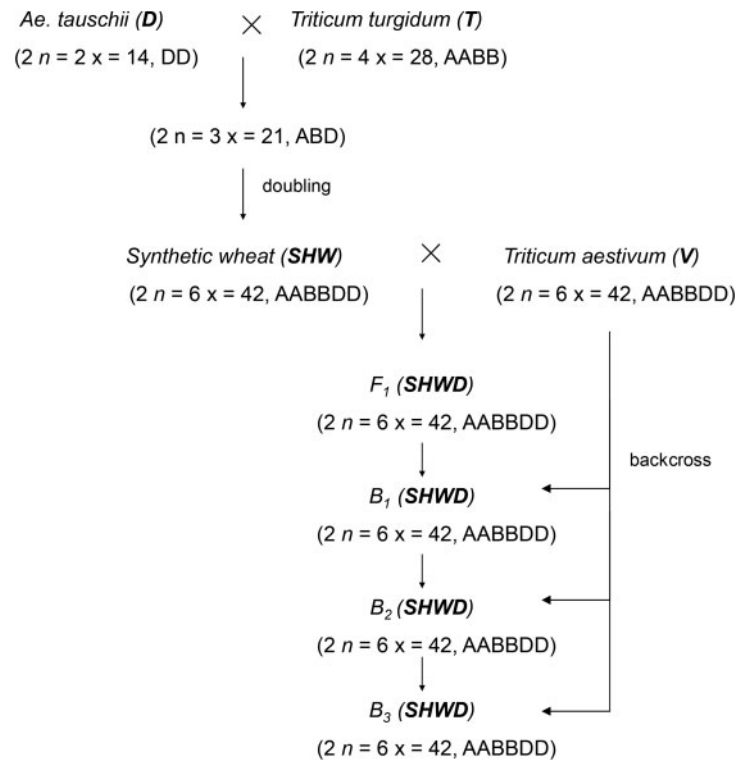 Ae. tauschii (D) × Triticum turgidum (T)
(2 n = 2 x = 14, DD) (2 n = 4 x = 28, AABB)
(2 n = 3 x = 21, ABD)
doubling
Synthetic wheat (SHW) × Triticum aestivum (V)
(2 n = 6 x = 42, AABBDD) (2 n = 6 x = 42, AABBDD)
F₁ (SHWD)
(2 n = 6 x = 42, AABBDD)
backcross
B₁ (SHWD)
(2 n = 6 x = 42, AABBDD)
B₂ (SHWD)
(2 n = 6 x = 42, AABBDD)
B₃ (SHWD)
(2 n = 6 x = 42, AABBDD)